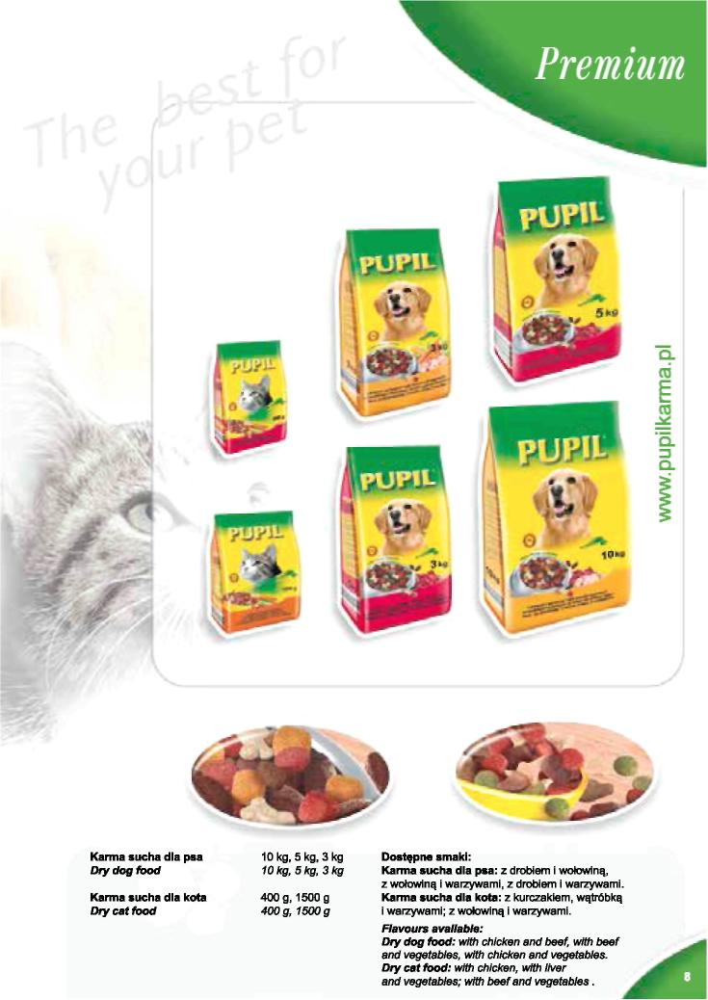 Premium
The best for
your pet
PUPIL
PUPIL
5 kg
PUPIL
3 kg
PUPIL
PUPIL
PUPIL
3 kg
PUPIL
10 kg
www.pupilkarma.pl
Karma sucha dla psa 10 kg, 5 kg, 3 kg
Dry dog food 10 kg, 5 kg, 3 kg
Karma sucha dla kota 400 g, 1500 g
Dry cat food 400 g, 1500 g
Dostępne smaki:
Karma sucha dla psa: z drobiem i wołowiną,
z wołowiną i warzywami, z drobiem i warzywami.
Karma sucha dla kota: z kurczakiem, wątróbką
i warzywami; z wołowiną i warzywami.
Flavours available:
Dry dog food: with chicken and beef, with beef
and vegetables, with chicken and vegetables.
Dry cat food: with chicken, with liver
and vegetables; with beef and vegetables .
8